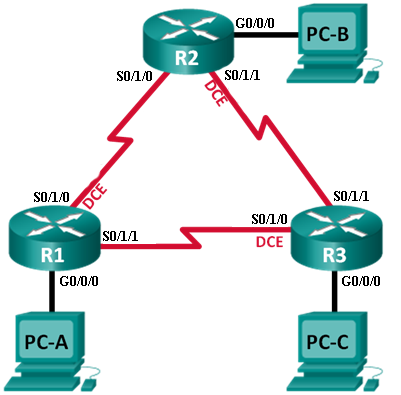 G0/0/0
PC-B
R2
S0/1/0
S0/1/1
DCE
S0/1/0
DCE
S0/1/1
S0/1/0
DCE
S0/1/1
R1
R3
G0/0/0
G0/0/0
PC-A
PC-C